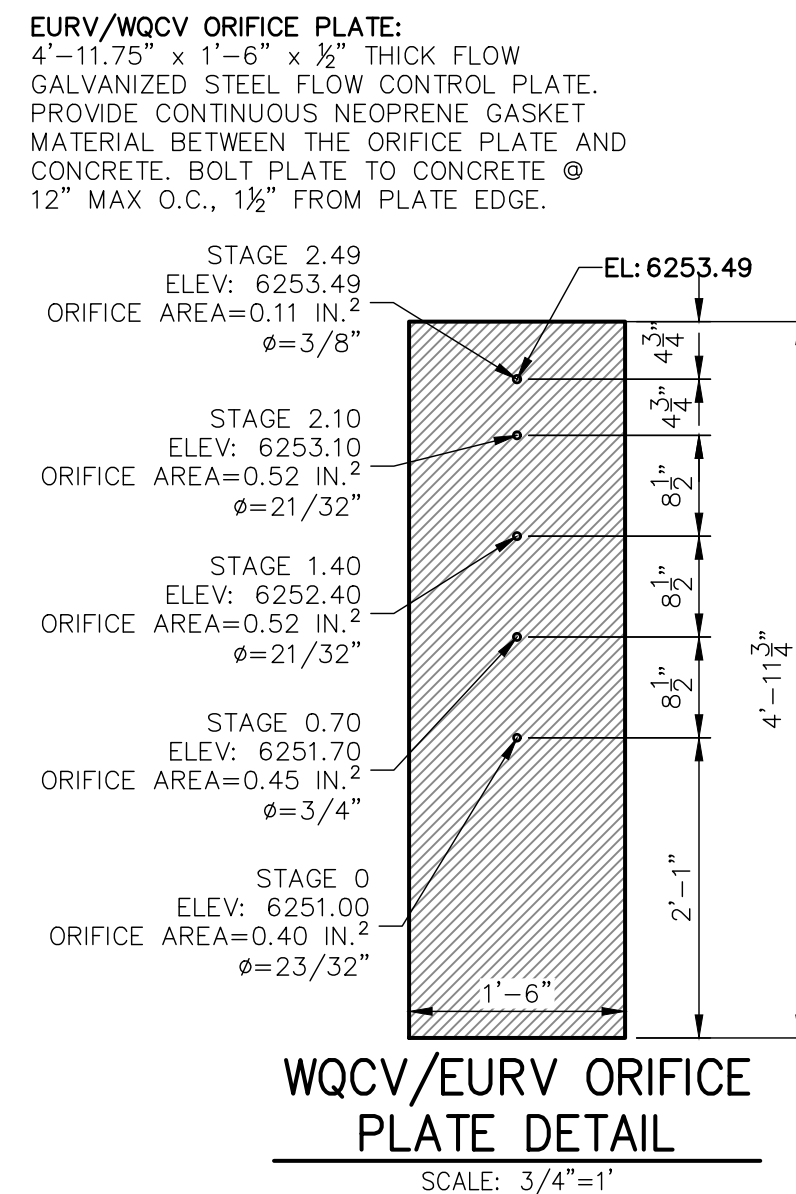 EURV/WQCV ORIFICE PLATE:
4'-11.75" x 1'-6" x ½" THICK FLOW
GALVANIZED STEEL FLOW CONTROL PLATE.
PROVIDE CONTINUOUS NEOPRENE GASKET
MATERIAL BETWEEN THE ORIFICE PLATE AND
CONCRETE. BOLT PLATE TO CONCRETE @
12" MAX O.C., 1½" FROM PLATE EDGE.
STAGE 2.49
ELEV: 6253.49
ORIFICE AREA=0.11 IN.²
ø=3/8"
EL: 6253.49
STAGE 2.10
ELEV: 6253.10
ORIFICE AREA=0.52 IN.²
ø=21/32"
STAGE 1.40
ELEV: 6252.40
ORIFICE AREA=0.52 IN.²
ø=21/32"
STAGE 0.70
ELEV: 6251.70
ORIFICE AREA=0.45 IN.²
ø=3/4"
STAGE 0
ELEV: 6251.00
ORIFICE AREA=0.40 IN.²
ø=23/32"
4¾"
4¾"
8½"
8½"
8½"
2'-1"
4'-11¾"
1'-6"
WQCV/EURV ORIFICE
PLATE DETAIL
SCALE: 3/4"=1'